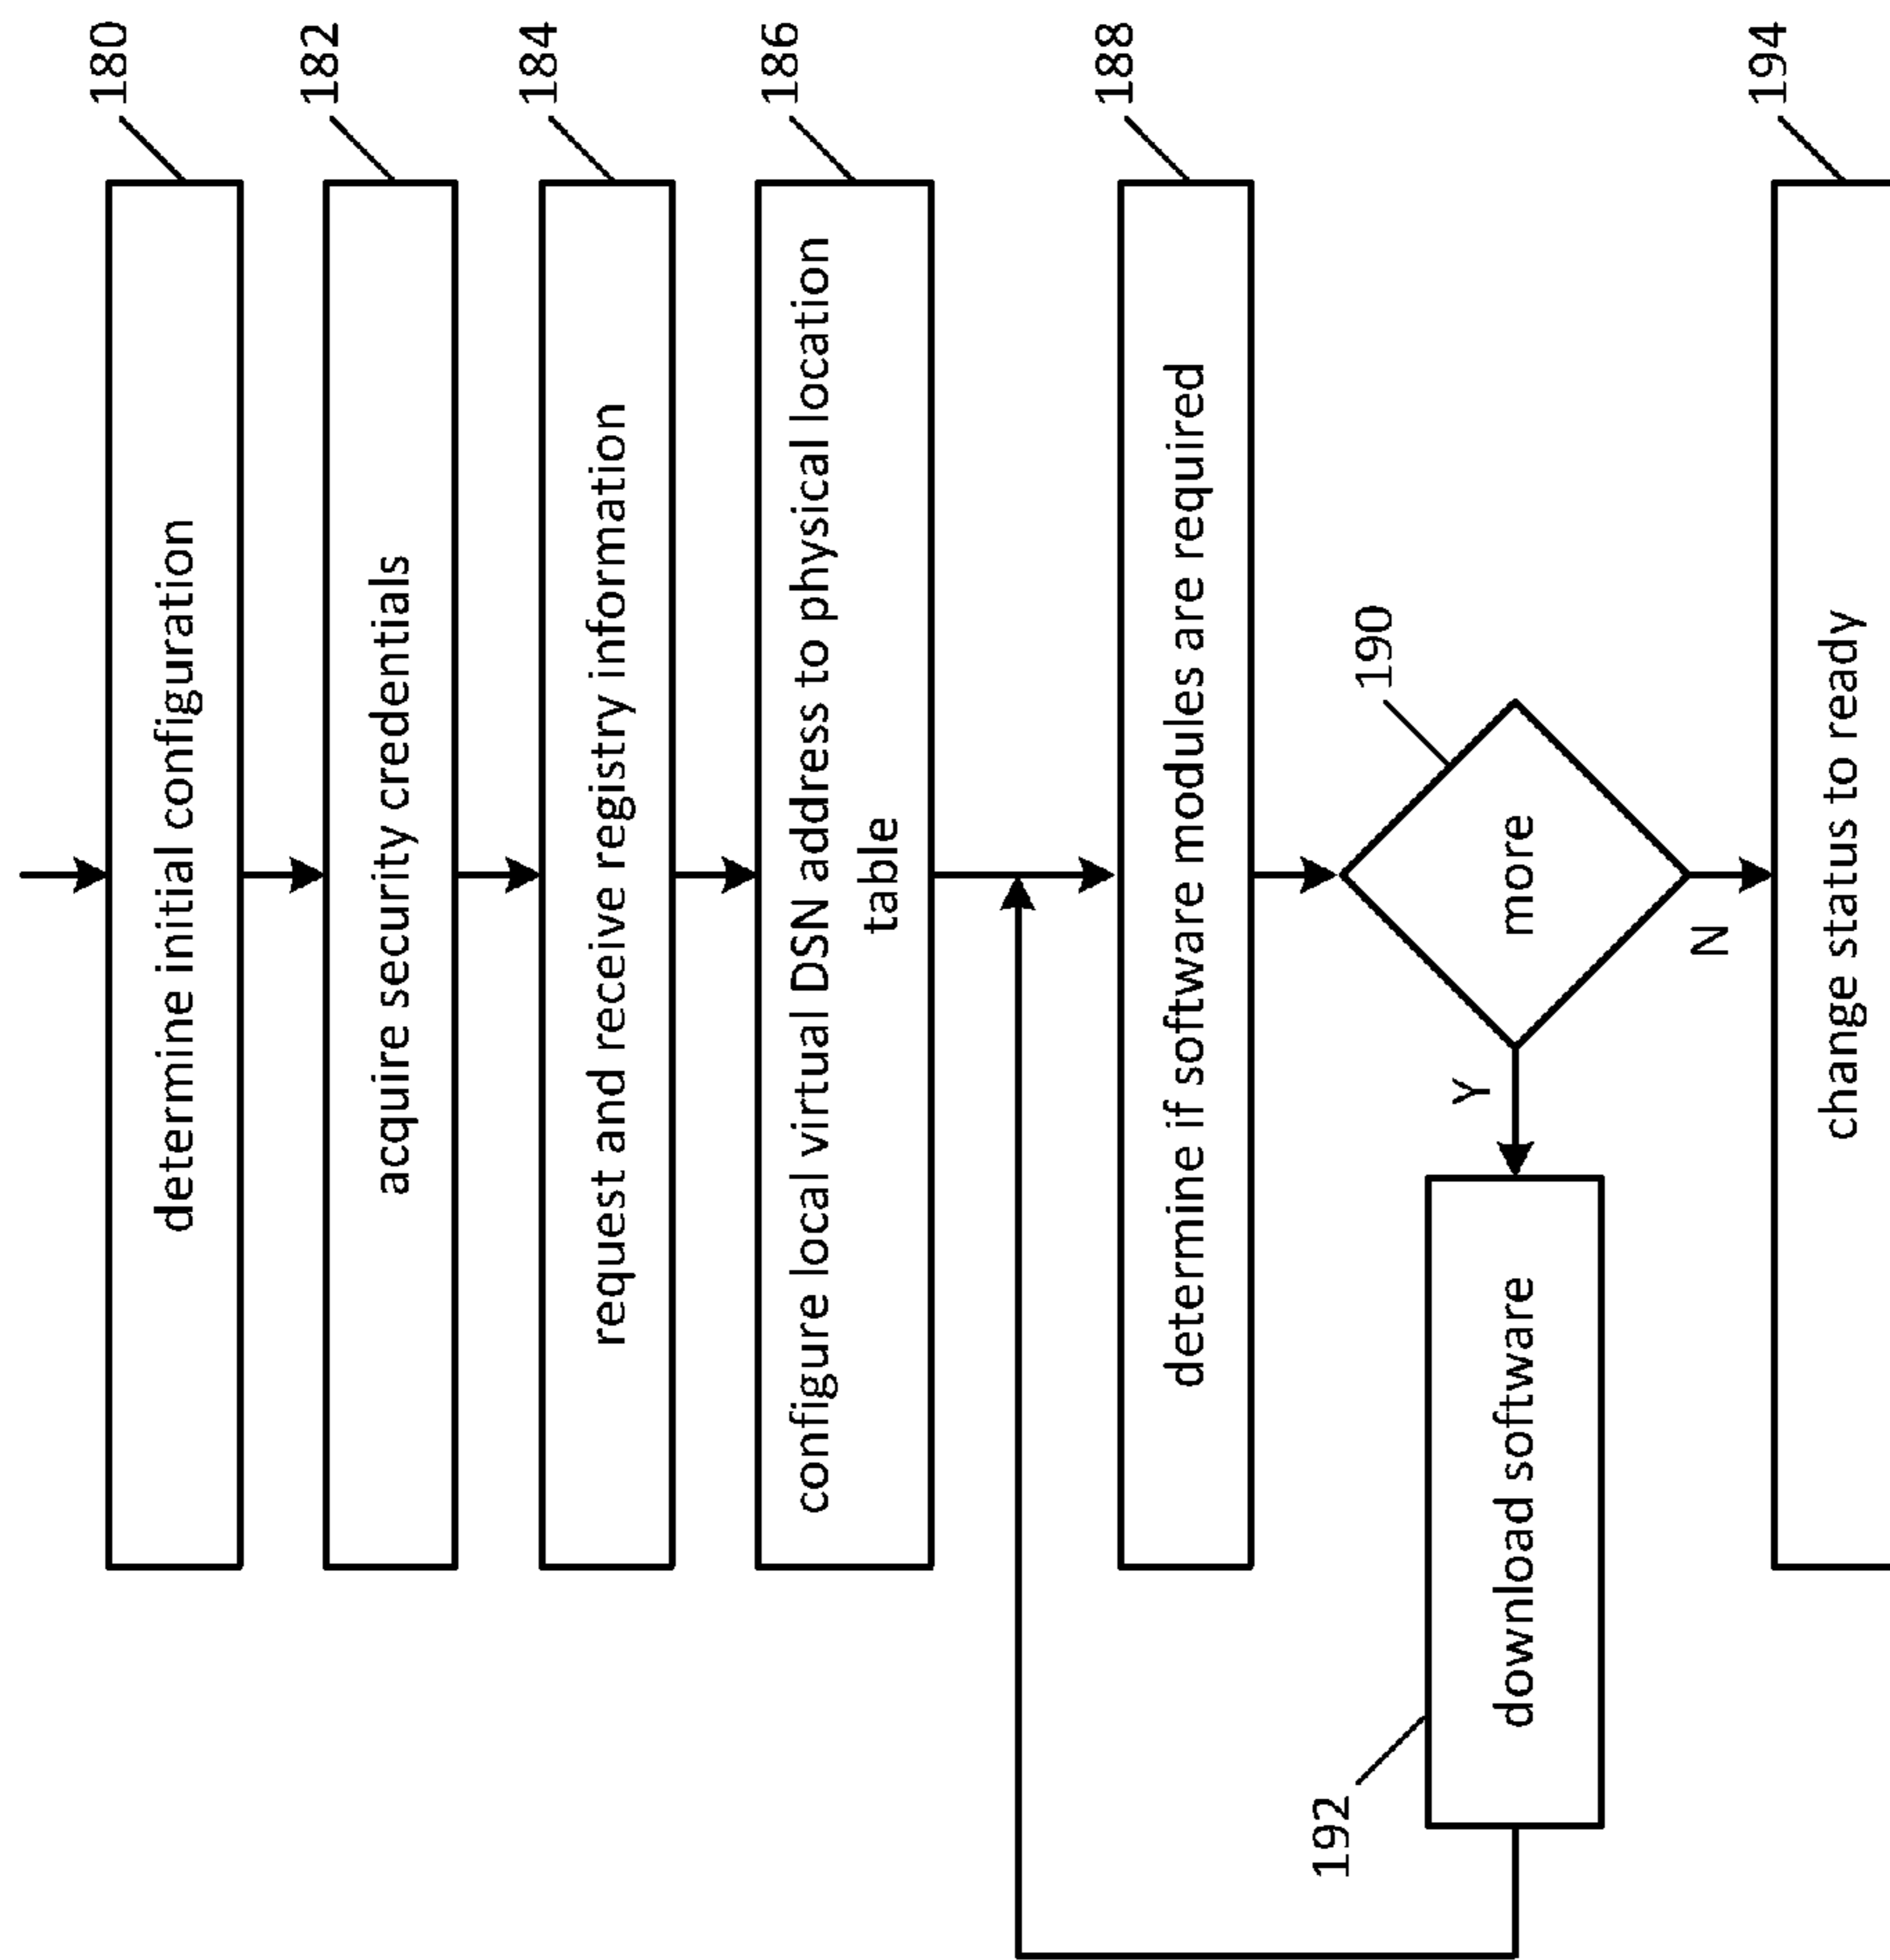 180
determine initial configuration
182
acquire security credentials
184
request and receive registry information
186
configure local virtual DSN address to physical location
table
188
determine if software modules are required
190
more
Y
N
192
download software
194
change status to ready